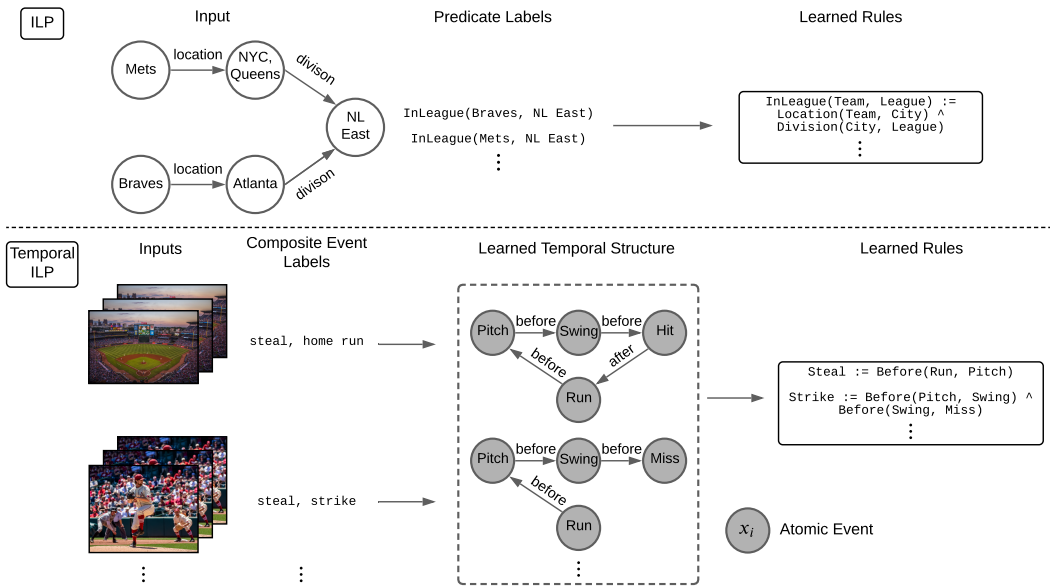 ILP
Input
Predicate Labels
Learned Rules
Mets
location
NYC,
Queens
divison
NL
East
Braves
location
Atlanta
divison
InLeague(Braves, NL East)
InLeague(Mets, NL East)
⋮
InLeague(Team, League) :=
Location(Team, City) ^
Division(City, League)
⋮
Temporal
ILP
Inputs
Composite Event
Labels
Learned Temporal Structure
Learned Rules
steal, home run
Pitch
before
Swing
before
Hit
before
after
Run
Steal := Before(Run, Pitch)
Strike := Before(Pitch, Swing) ^
Before(Swing, Miss)
⋮
steal, strike
Pitch
before
Swing
before
Miss
before
Run
x_i
Atomic Event
⋮
⋮
⋮